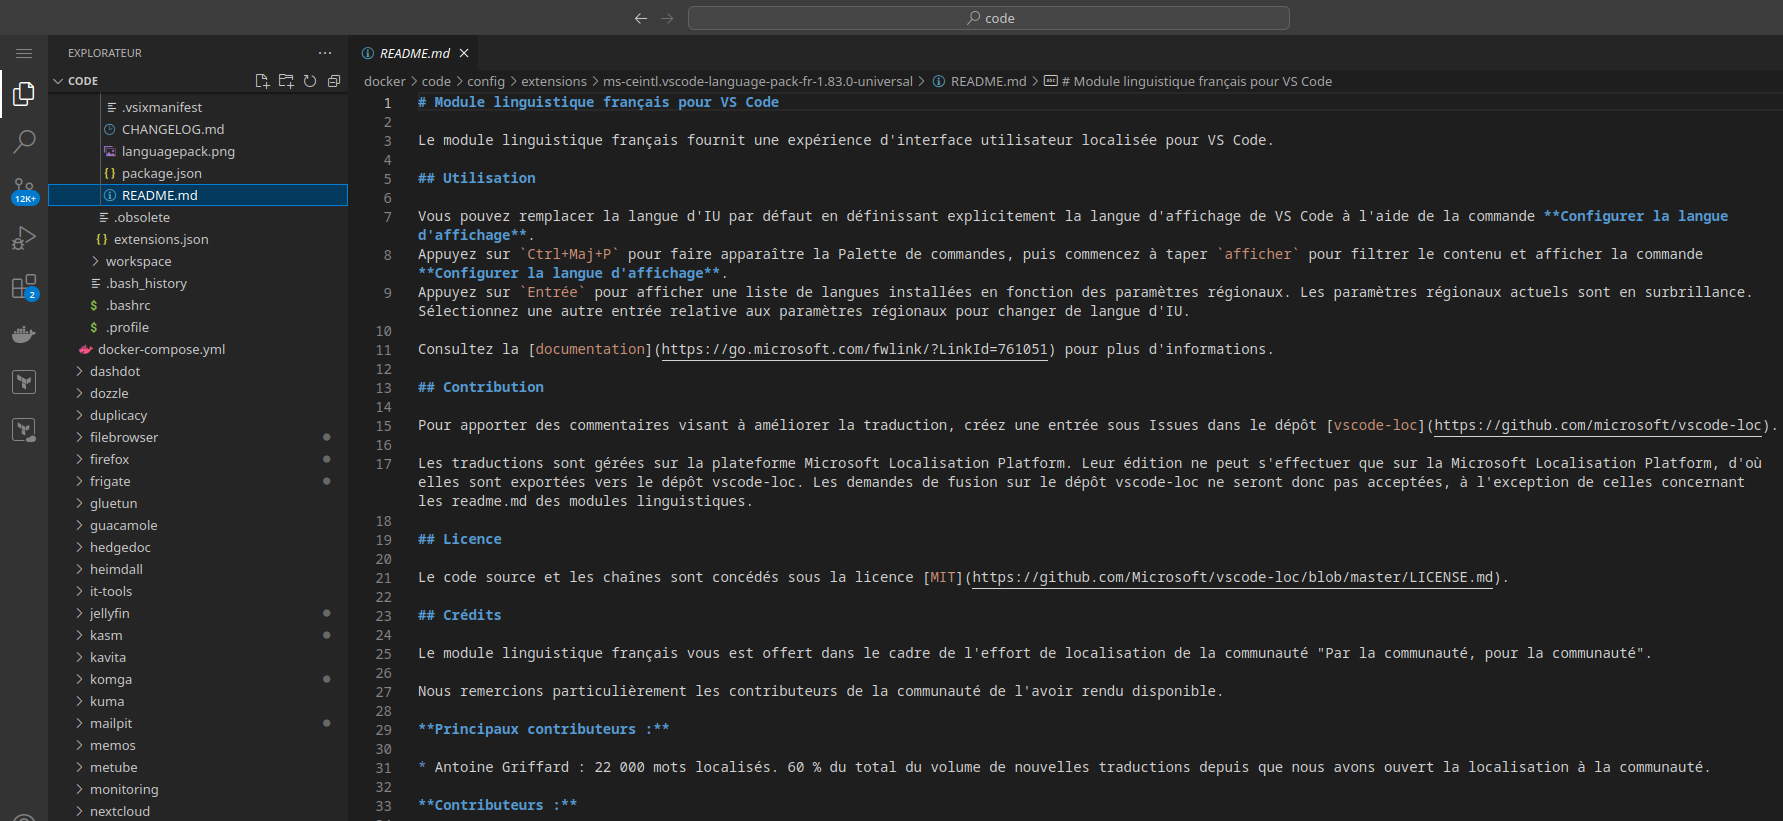 code
EXPLORATEUR
README.md
CODE
docker > code > config > extensions > ms-ceintl.vscode-language-pack-fr-1.83.0-universal > README.md > # Module linguistique français pour VS Code
.vsixmanifest
CHANGELOG.md
languagepack.png
package.json
README.md
.obsolete
extensions.json
workspace
.bash_history
.bashrc
.profile
docker-compose.yml
dashdot
dozzle
duplicacy
filebrowser
firefox
frigate
gluetun
guacamole
hedgedoc
heimdall
it-tools
jellyfin
kasm
kavita
komga
kuma
mailpit
memos
metube
monitoring
nextcloud
12K+
2
1 # Module linguistique français pour VS Code
2
3 Le module linguistique français fournit une expérience d'interface utilisateur localisée pour VS Code.
4
5 ## Utilisation
6
7 Vous pouvez remplacer la langue d'IU par défaut en définissant explicitement la langue d'affichage de VS Code à l'aide de la commande **Configurer la langue
d'affichage**.
8 Appuyez sur `Ctrl+Maj+P` pour faire apparaître la Palette de commandes, puis commencez à taper `afficher` pour filtrer le contenu et afficher la commande
**Configurer la langue d'affichage**.
9 Appuyez sur `Entrée` pour afficher une liste de langues installées en fonction des paramètres régionaux. Les paramètres régionaux actuels sont en surbrillance.
Sélectionnez une autre entrée relative aux paramètres régionaux pour changer de langue d'IU.
10
11 Consultez la [documentation](https://go.microsoft.com/fwlink/?LinkId=761051) pour plus d'informations.
12
13 ## Contribution
14
15 Pour apporter des commentaires visant à améliorer la traduction, créez une entrée sous Issues dans le dépôt [vscode-loc](https://github.com/microsoft/vscode-loc).
16
17 Les traductions sont gérées sur la plateforme Microsoft Localisation Platform. Leur édition ne peut s'effectuer que sur la Microsoft Localisation Platform, d'où
elles sont exportées vers le dépôt vscode-loc. Les demandes de fusion sur le dépôt vscode-loc ne seront donc pas acceptées, à l'exception de celles concernant
les readme.md des modules linguistiques.
18
19 ## Licence
20
21 Le code source et les chaînes sont concédés sous la licence [MIT](https://github.com/Microsoft/vscode-loc/blob/master/LICENSE.md).
22
23 ## Crédits
24
25 Le module linguistique français vous est offert dans le cadre de l'effort de localisation de la communauté "Par la communauté, pour la communauté".
26
27 Nous remercions particulièrement les contributeurs de la communauté de l'avoir rendu disponible.
28
29 **Principaux contributeurs :**
30
31 * Antoine Griffard : 22 000 mots localisés. 60 % du total du volume de nouvelles traductions depuis que nous avons ouvert la localisation à la communauté.
32
33 **Contributeurs :**